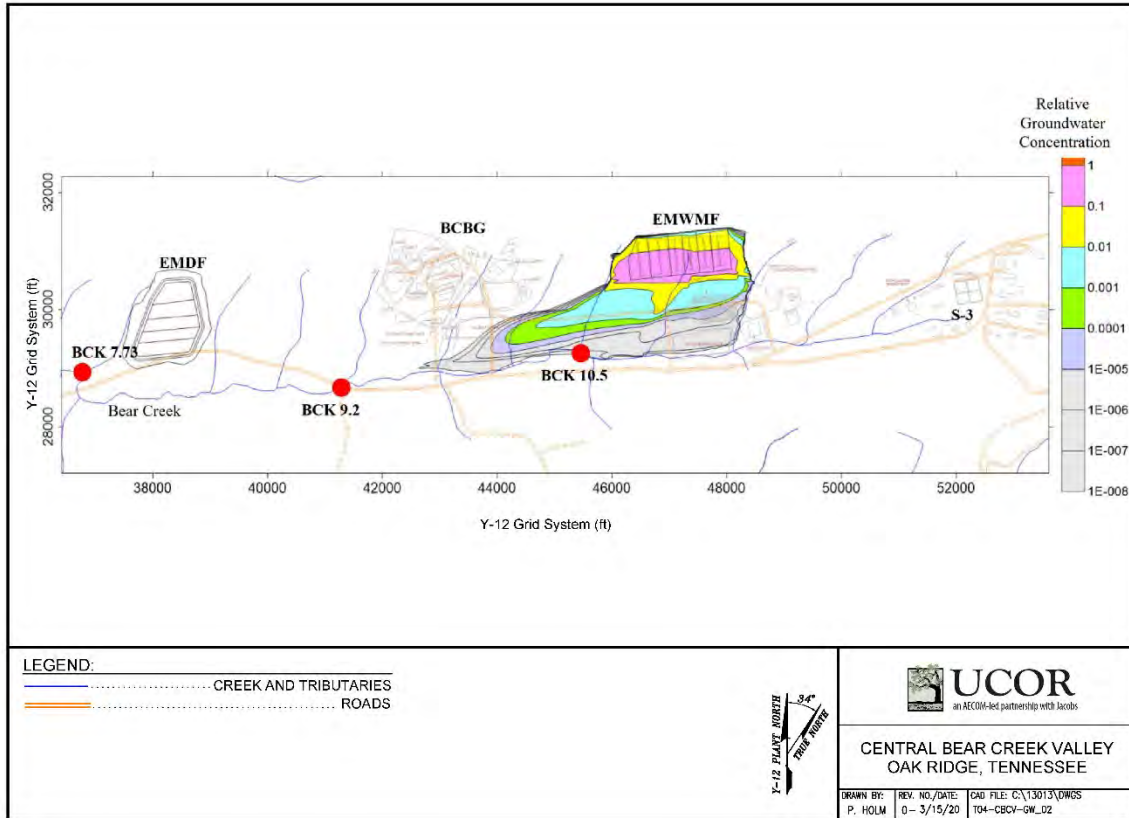 Relative
Groundwater
Concentration
1
0.1
0.01
0.001
0.0001
1E-005
1E-006
1E-007
1E-008
32000
30000
28000
Y-12 Grid System (ft)
BCBG
EMWMF
EMDF
S-3
BCK 7.73
BCK 10.5
BCK 9.2
Bear Creek
38000
40000
42000
44000
46000
48000
50000
52000
Y-12 Grid System (ft)
LEGEND:
CREEK AND TRIBUTARIES
ROADS
Y-12 PLANT NORTH
34°
TRUE NORTH
UCOR
an AECOM-led partnership with Jacobs
CENTRAL BEAR CREEK VALLEY
OAK RIDGE, TENNESSEE
DRAWN BY:
P. HOLM
REV. NO./DATE:
0 - 3/15/20
CAD FILE: C:\13013\DWGS
T04-CBCV-GW_02